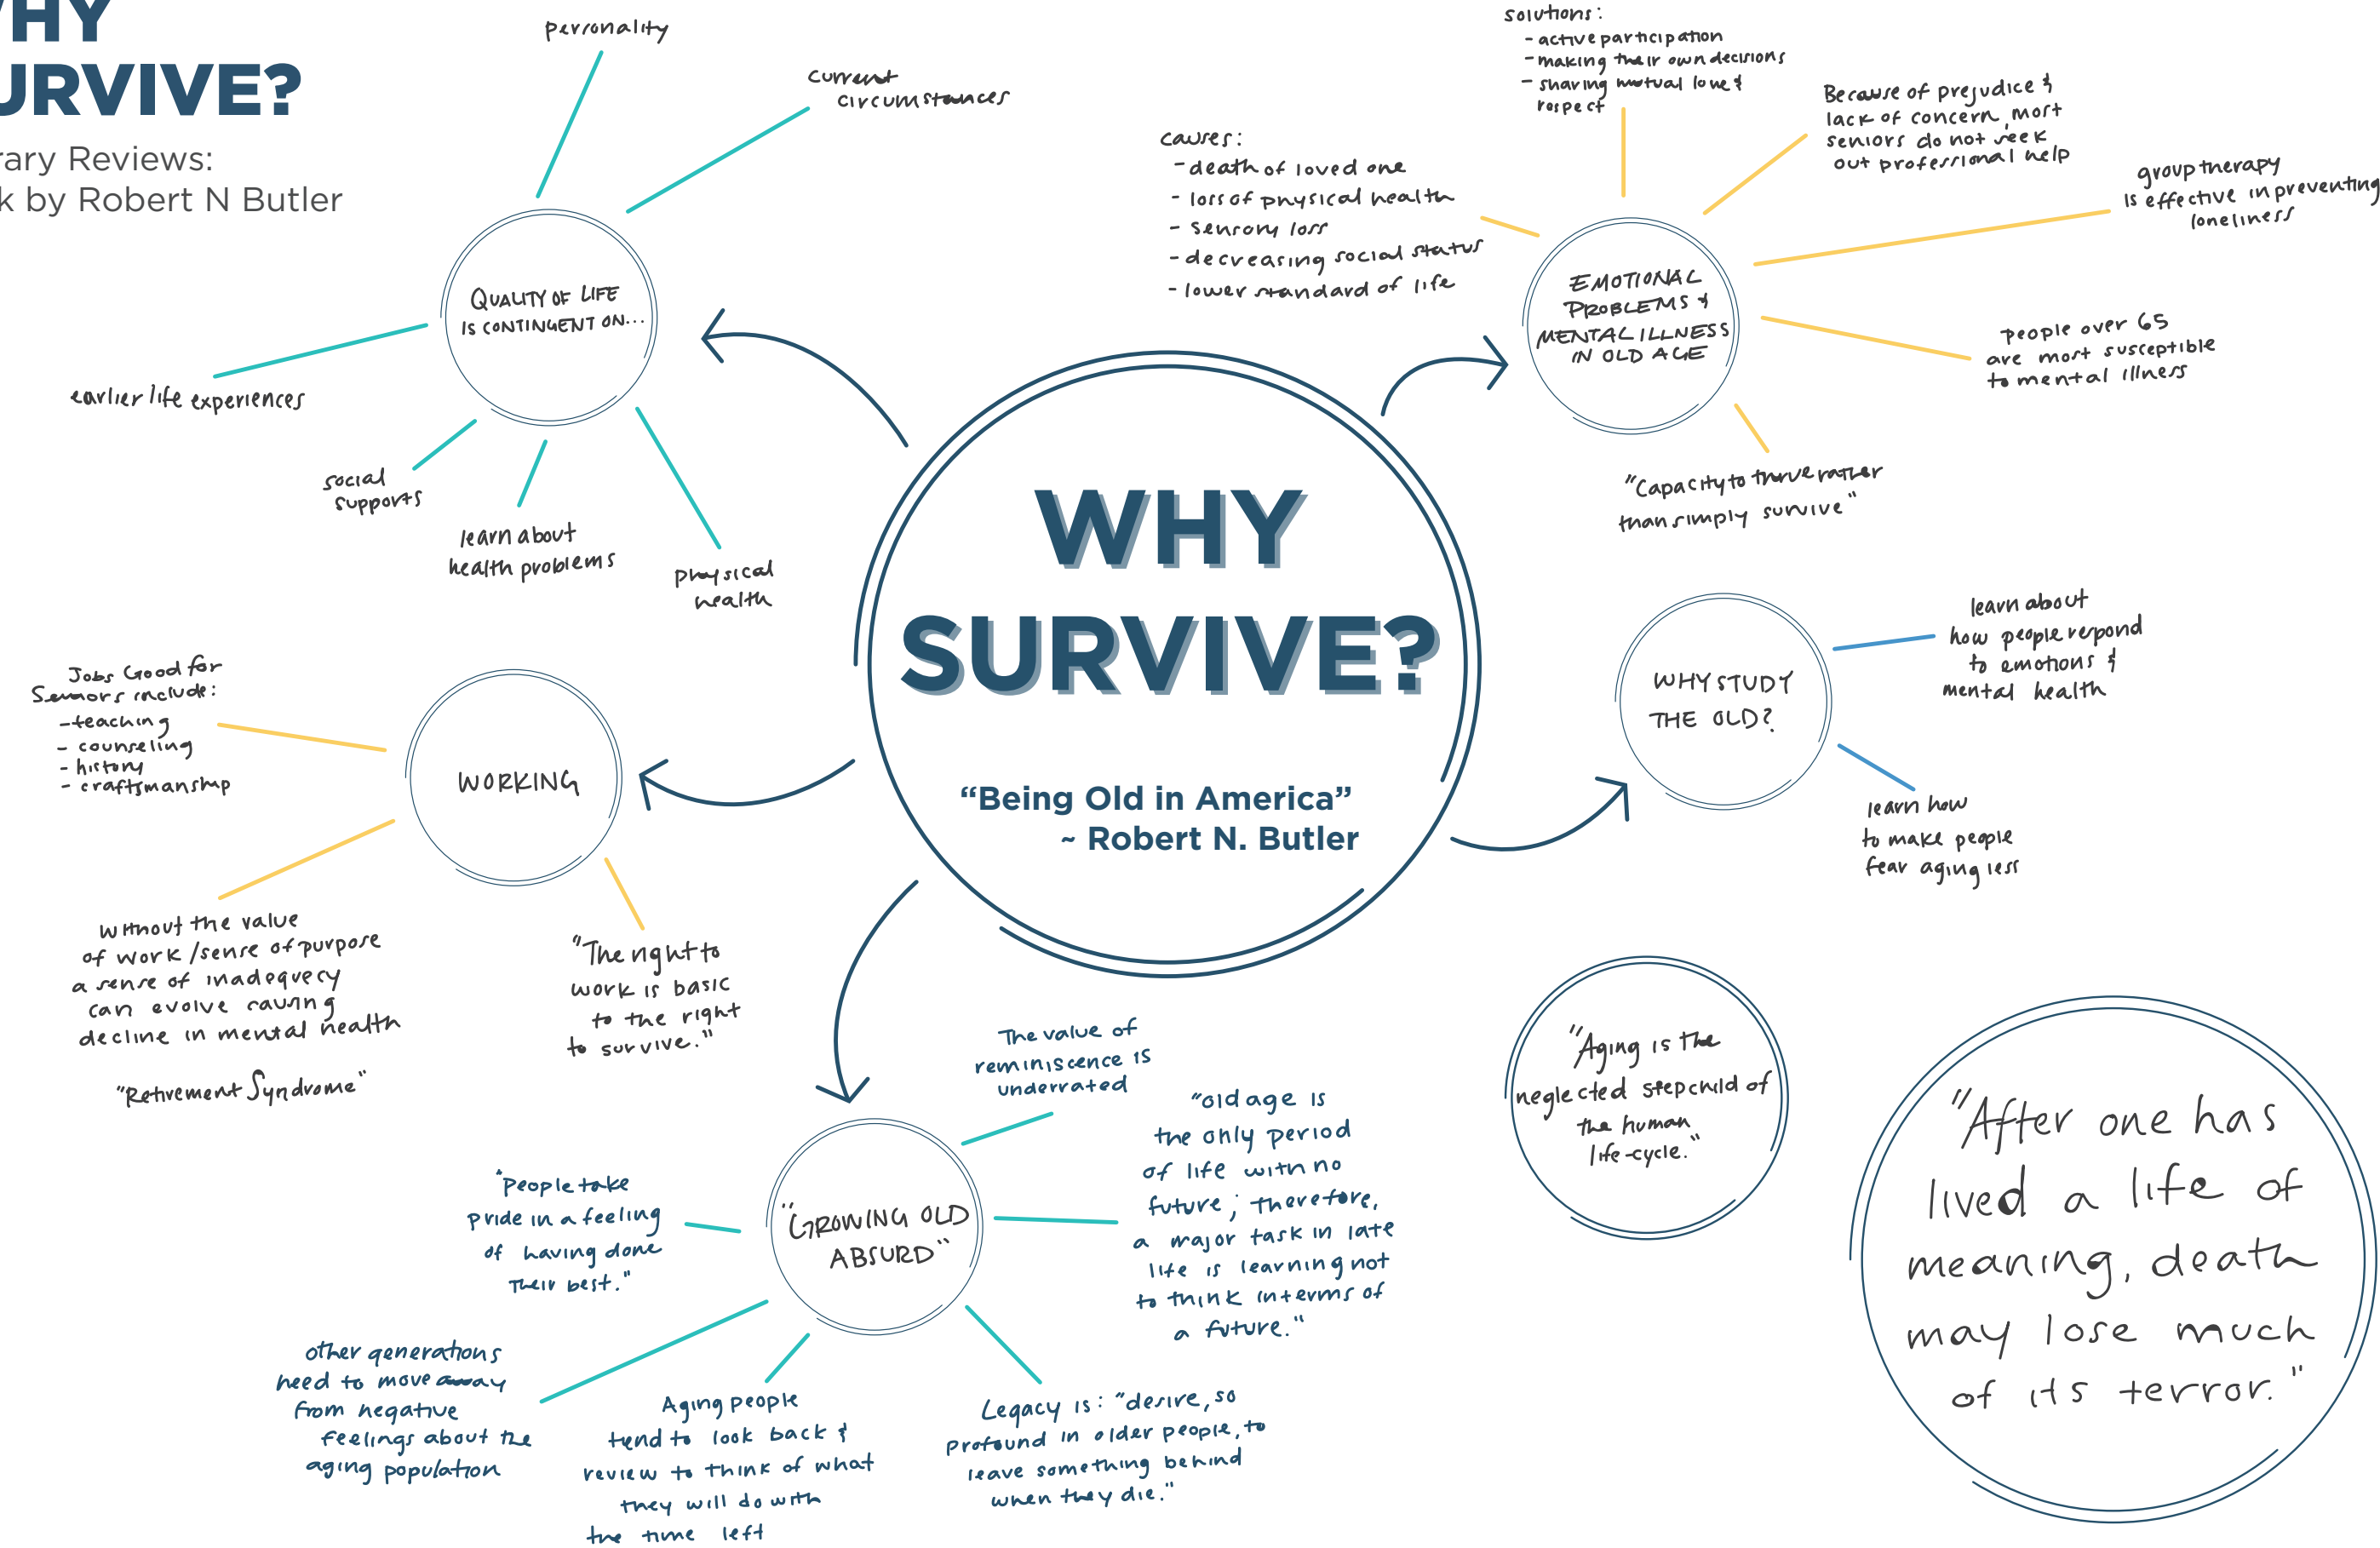 WHY
URVIVE?
rary Reviews:
k by Robert N Butler
personality
current
circumstances
QUALITY OF LIFE
IS CONTINGENT ON...
earlier life experiences
social
supports
learn about
health problems
physical
health
solutions:
- active participation
- making their own decisions
- sharing mutual love &
respect
causes:
- death of loved one
- loss of physical health
- sensory loss
- decreasing social status
- lower standard of life
Because of prejudice &
lack of concern, most
seniors do not seek
out professional help
group therapy
is effective in preventing
loneliness
EMOTIONAL
PROBLEMS &
MENTAL ILLNESS
IN OLD AGE
people over 65
are most susceptible
to mental illness
"Capacity to thrive rather
than simply survive"
WHY
SURVIVE?
“Being Old in America”
~ Robert N. Butler
WHY STUDY
THE OLD?
learn about
how people respond
to emotions &
mental health
learn how
to make people
fear aging less
Jobs Good for
Seniors include:
- teaching
- counseling
- history
- craftsmanship
WORKING
without the value
of work / sense of purpose
a sense of inadequecy
can evolve causing
decline in mental health
"Retirement Syndrome"
"The right to
work is basic
to the right
to survive."
The value of
reminiscence is
underrated
"GROWING OLD
ABSURD"
"People take
pride in a feeling
of having done
their best."
"old age is
the only period
of life with no
future; therefore,
a major task in late
life is learning not
to think in terms of
a future."
other generations
need to move away
from negative
feelings about the
aging population
Aging people
tend to look back &
review to think of what
they will do with
the time left
Legacy is: "desire, so
profound in older people, to
leave something behind
when they die."
"Aging is the
neglected stepchild of
the human
life-cycle."
"After one has
lived a life of
meaning, death
may lose much
of its terror."